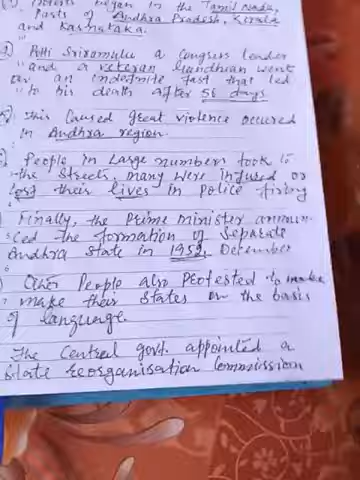 Protests began in the Tamil Nadu,
Parts of Andhra Pradesh, Kerala
and Karnataka.
Potti Sriramulu a Congress leader
and a veteran Gandhian went
on an indefinite fast that led
to his death after 56 days
This Caused great violence occured
in Andhra region.
People in Large numbers took to
the Streets, many were injured or
lost their lives in police firing
Finally, the Prime Minister announ-
ced the formation of Separate
Andhra State in 1952, December
Other People also Protested to make
make their States on the basis
of language.
The Central govt. appointed a
State reorganisation Commission